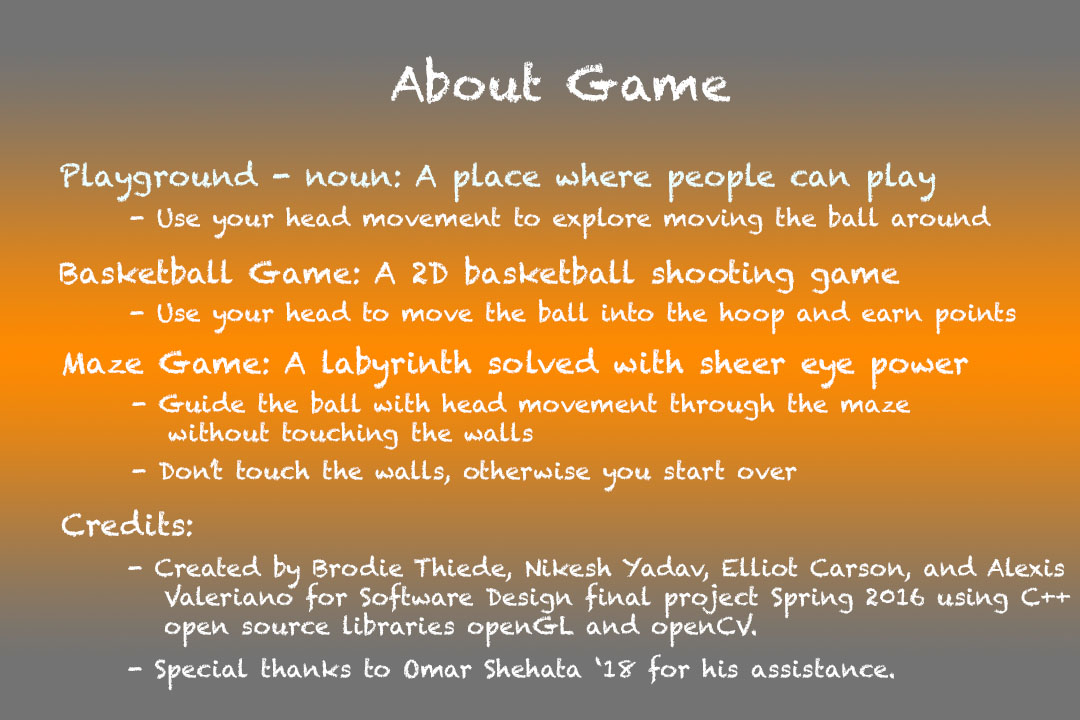 About Game
Playground - noun: A place where people can play
- Use your head movement to explore moving the ball around
Basketball Game: A 2D basketball shooting game
- Use your head to move the ball into the hoop and earn points
Maze Game: A labyrinth solved with sheer eye power
- Guide the ball with head movement through the maze
without touching the walls
- Don't touch the walls, otherwise you start over
Credits:
- Created by Brodie Thiede, Nikesh Yadav, Elliot Carson, and Alexis
Valeriano for Software Design final project Spring 2016 using C++
open source libraries openGL and openCV.
- Special thanks to Omar Shehata ‘18 for his assistance.